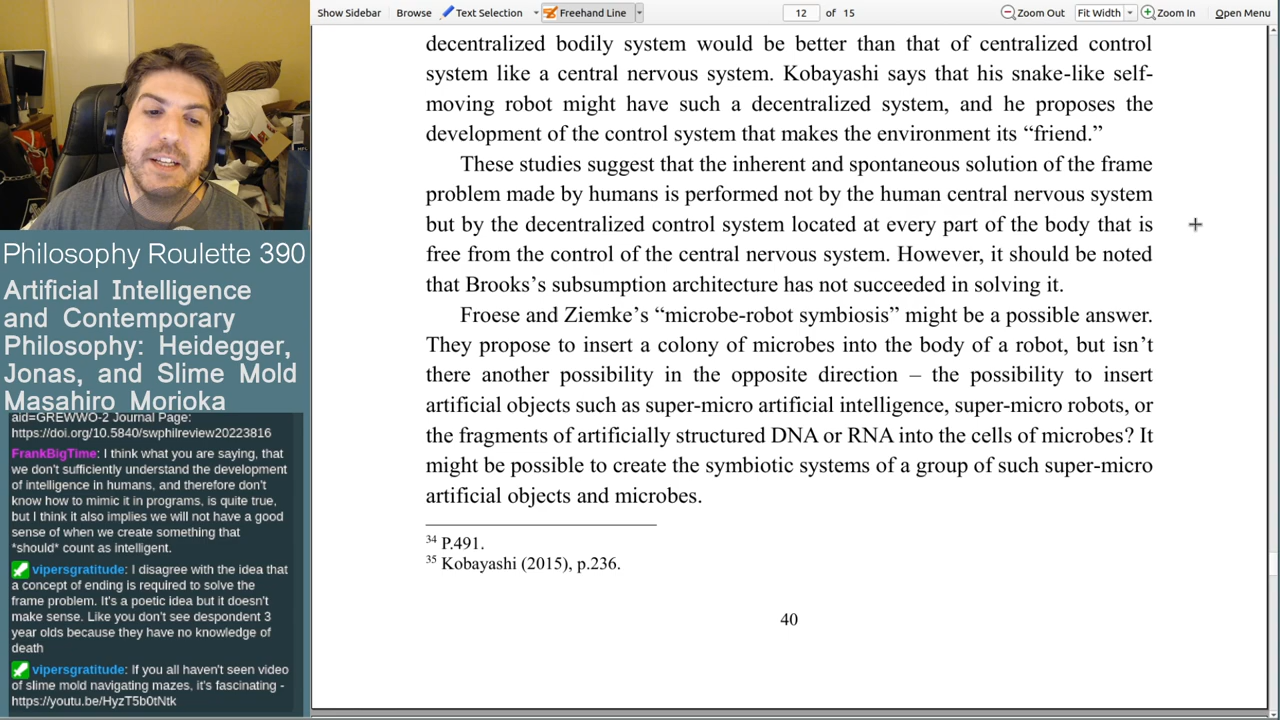 Show Sidebar Browse Text Selection Freehand Line 12 of 15 Zoom Out Fit Width Zoom In Open Menu
decentralized bodily system would be better than that of centralized control
system like a central nervous system. Kobayashi says that his snake-like self-
moving robot might have such a decentralized system, and he proposes the
development of the control system that makes the environment its “friend.”
These studies suggest that the inherent and spontaneous solution of the frame
problem made by humans is performed not by the human central nervous system
but by the decentralized control system located at every part of the body that is
free from the control of the central nervous system. However, it should be noted
that Brooks’s subsumption architecture has not succeeded in solving it.
Froese and Ziemke’s “microbe-robot symbiosis” might be a possible answer.
They propose to insert a colony of microbes into the body of a robot, but isn’t
there another possibility in the opposite direction – the possibility to insert
artificial objects such as super-micro artificial intelligence, super-micro robots, or
the fragments of artificially structured DNA or RNA into the cells of microbes? It
might be possible to create the symbiotic systems of a group of such super-micro
artificial objects and microbes.
34 P.491.
35 Kobayashi (2015), p.236.
40
Philosophy Roulette 390
Artificial Intelligence
and Contemporary
Philosophy: Heidegger,
Jonas, and Slime Mold
Masahiro Morioka
aid=GREWWO-2 Journal Page:
https://doi.org/10.5840/swphilreview20223816
FrankBigTime: I think what you are saying, that
we don't sufficiently understand the development
of intelligence in humans, and therefore don't
know how to mimic it in programs, is quite true,
but I think it also implies we will not have a good
sense of when we create something that
*should* count as intelligent.
vipersgratitude: I disagree with the idea that
a concept of ending is required to solve the
frame problem. It's a poetic idea but it doesn't
make sense. Like you don't see despondent 3
year olds because they have no knowledge of
death
vipersgratitude: If you all haven't seen video
of slime mold navigating mazes, it's fascinating -
https://youtu.be/HyzT5b0tNtk